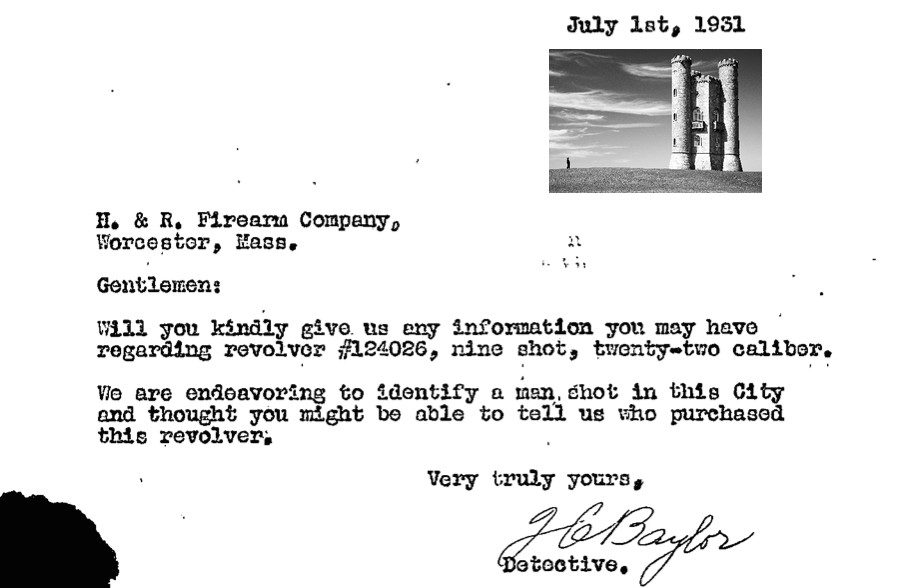 July 1st, 1931
H. & R. Firearm Company,
Worcester, Mass.
Gentlemen:
Will you kindly give us any information you may have
regarding revolver #124026, nine shot, twenty-two caliber.
We are endeavoring to identify a man shot in this City
and thought you might be able to tell us who purchased
this revolver.
Very truly yours,
J C Baylor
Detective.